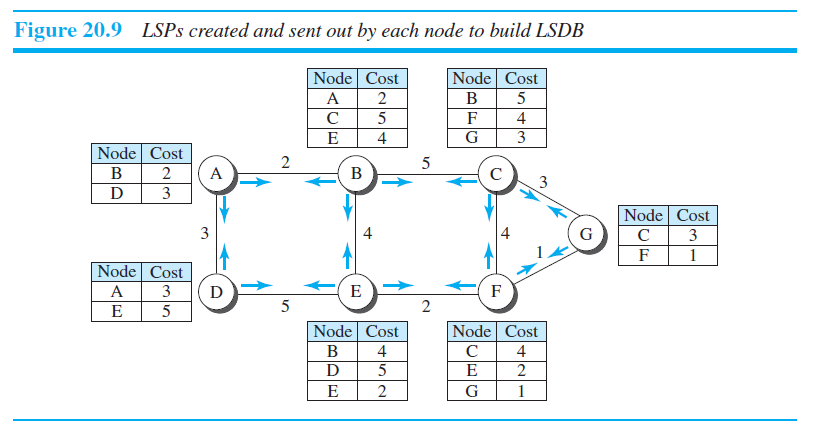 Figure 20.9 LSPs created and sent out by each node to build LSDB
Node Cost
A 2
C 5
E 4
Node Cost
B 5
F 4
G 3
Node Cost
B 2
D 3
A
2
B
5
C
3
Node Cost
C 3
F 1
3
4
4
G
1
Node Cost
A 3
E 5
D
5
E
2
F
Node Cost
B 4
D 5
E 2
Node Cost
C 4
E 2
G 1